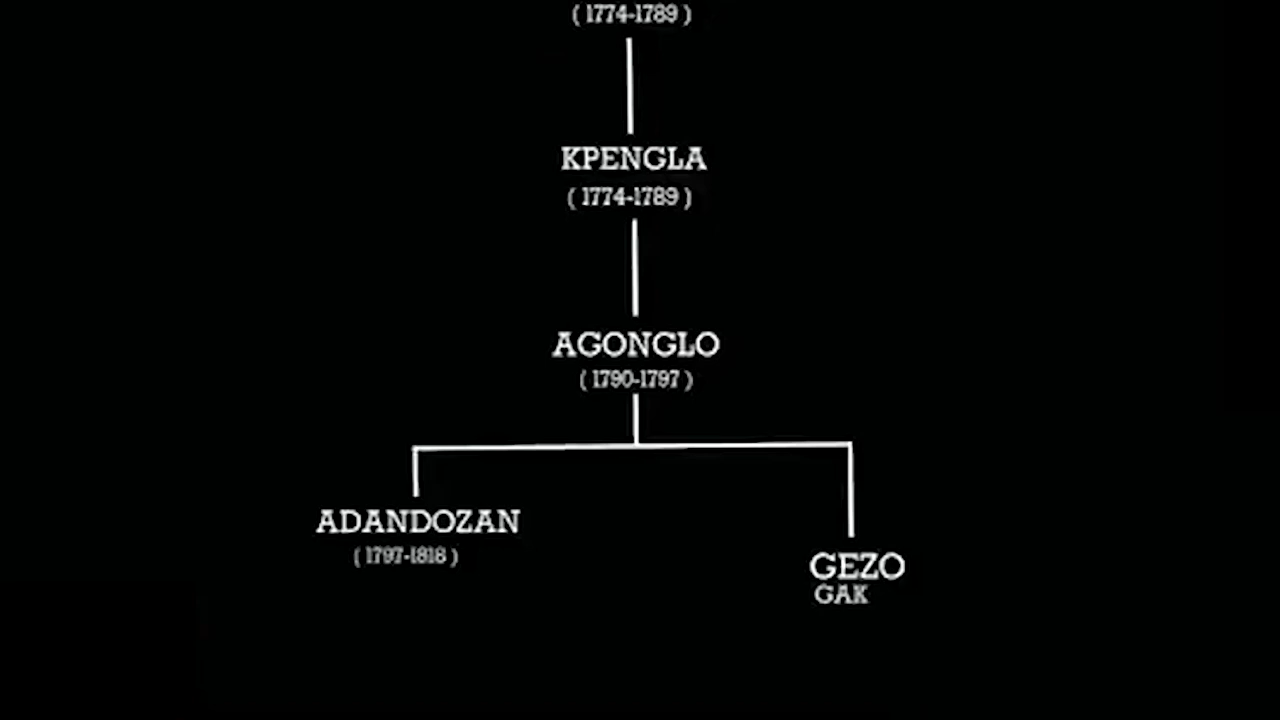 ( 1774-1789 )
KPENGLA
( 1774-1789 )
AGONGLO
( 1790-1797 )
ADANDOZAN
( 1797-1818 )
GEZO
GAK